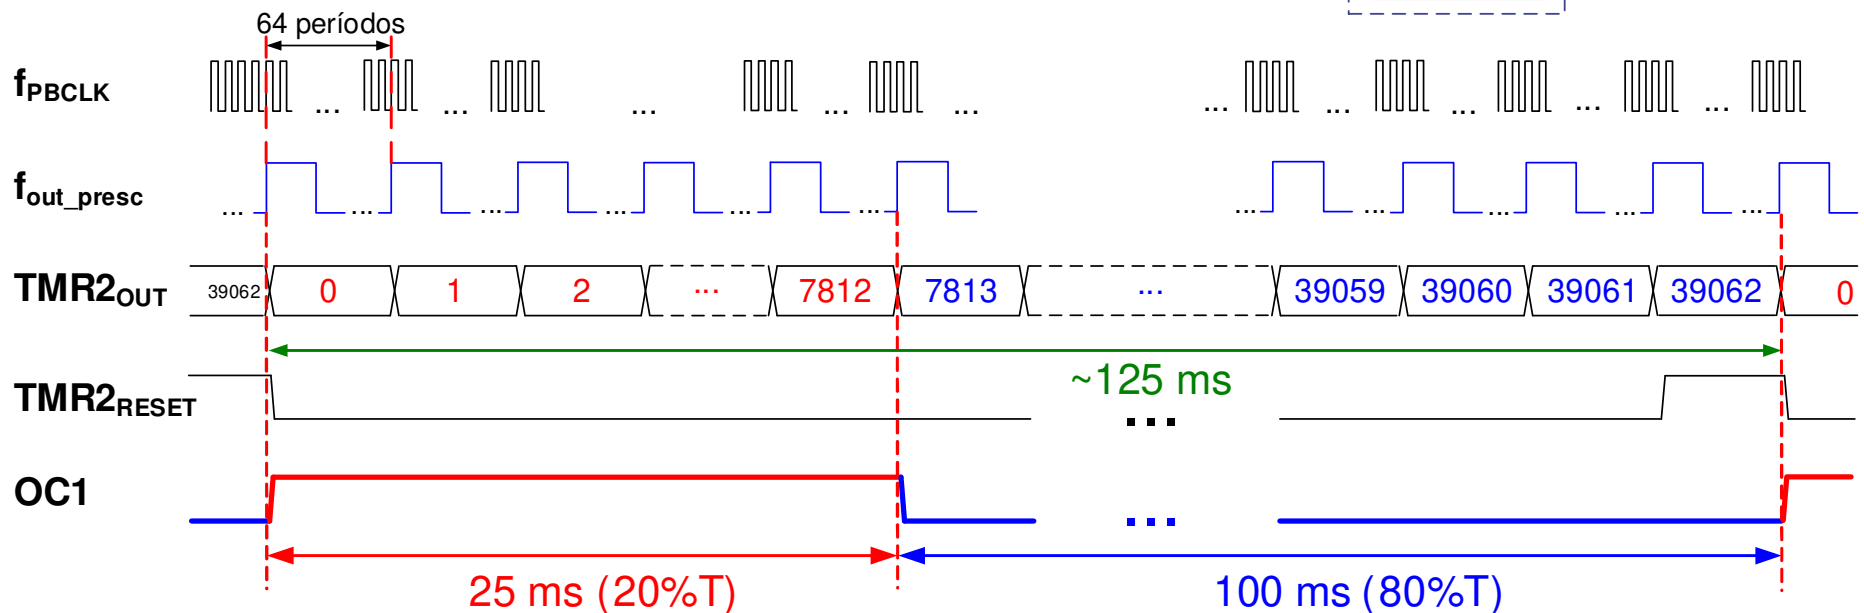 64 períodos
fPBCLK ... ... ... ... ... ... ... ... ... ...
fout_presc ... ... ... ... ... ... ... ... ... ... ...
TMR2OUT 39062 0 1 2 ... 7812 7813 ... 39059 39060 39061 39062 0
~125 ms
TMR2RESET ...
OC1 ...
25 ms (20%T) 100 ms (80%T)